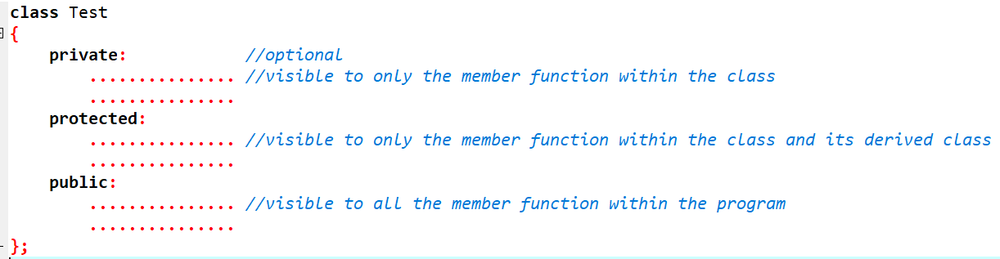 class Test
{
private: //optional
............... //visible to only the member function within the class
...............
protected:
............... //visible to only the member function within the class and its derived class
...............
public:
............... //visible to all the member function within the program
...............
};